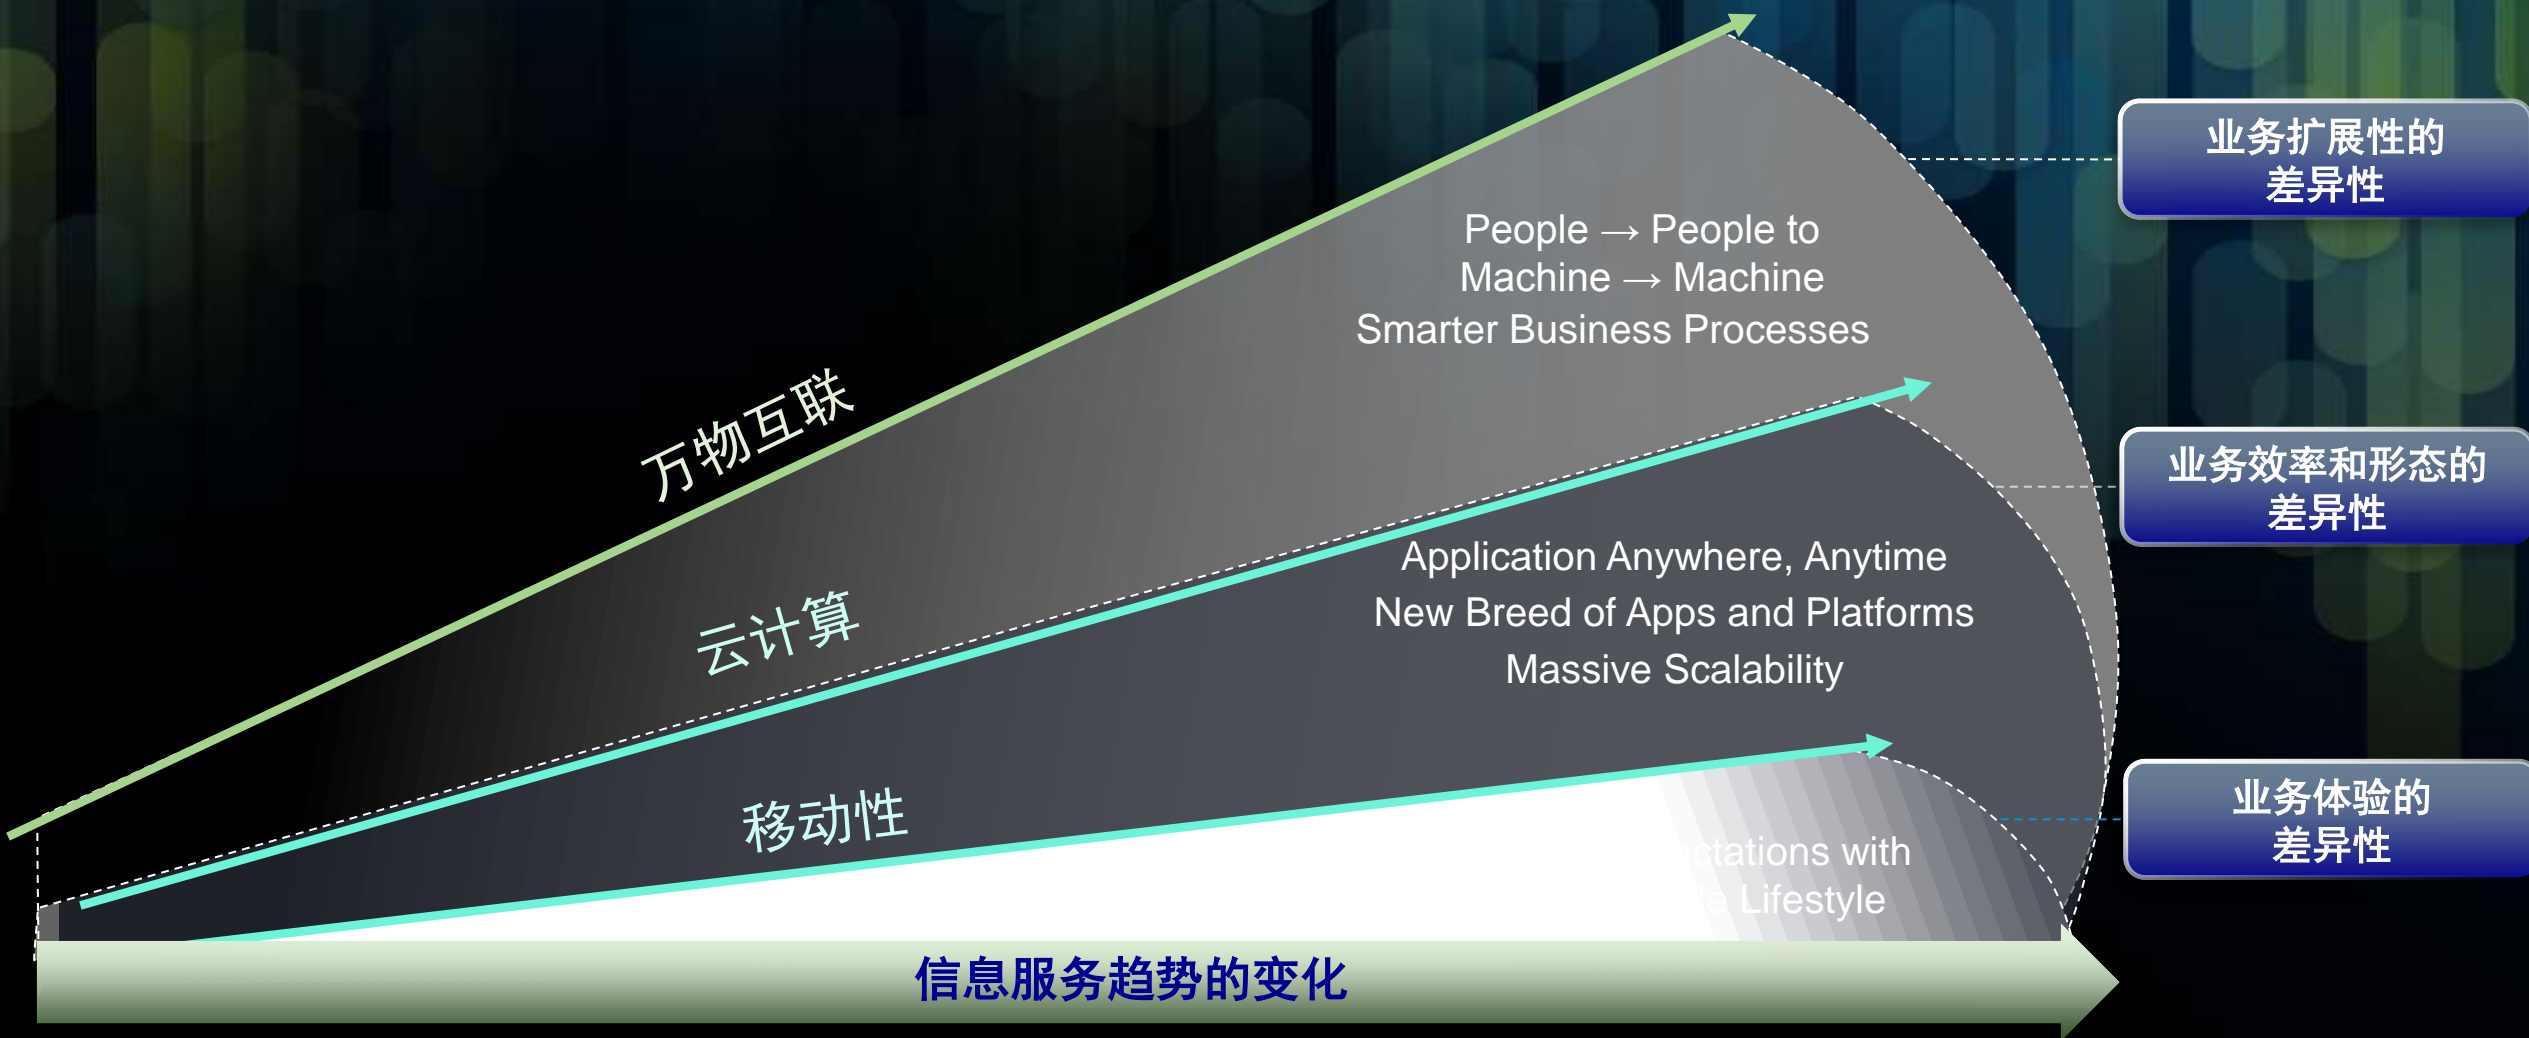 业务扩展性的
差异性
People → People to
Machine → Machine
Smarter Business Processes
万物互联
业务效率和形态的
差异性
Application Anywhere, Anytime
New Breed of Apps and Platforms
Massive Scalability
云计算
业务体验的
差异性
移动性
with
Lifestyle
信息服务趋势的变化